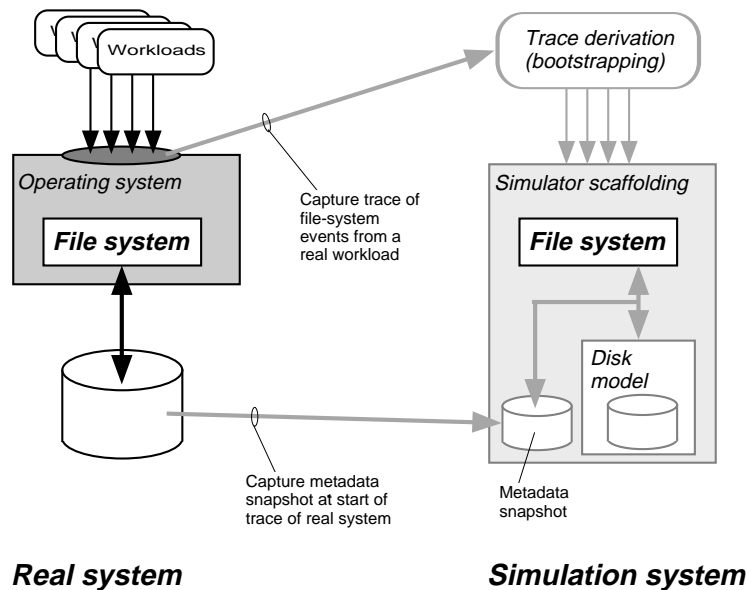 Workloads
Operating system
File system
Capture trace of
file-system
events from a
real workload
Trace derivation
(bootstrapping)
Simulator scaffolding
File system
Disk
model
Capture metadata
snapshot at start of
trace of real system
Metadata
snapshot
Real system
Simulation system